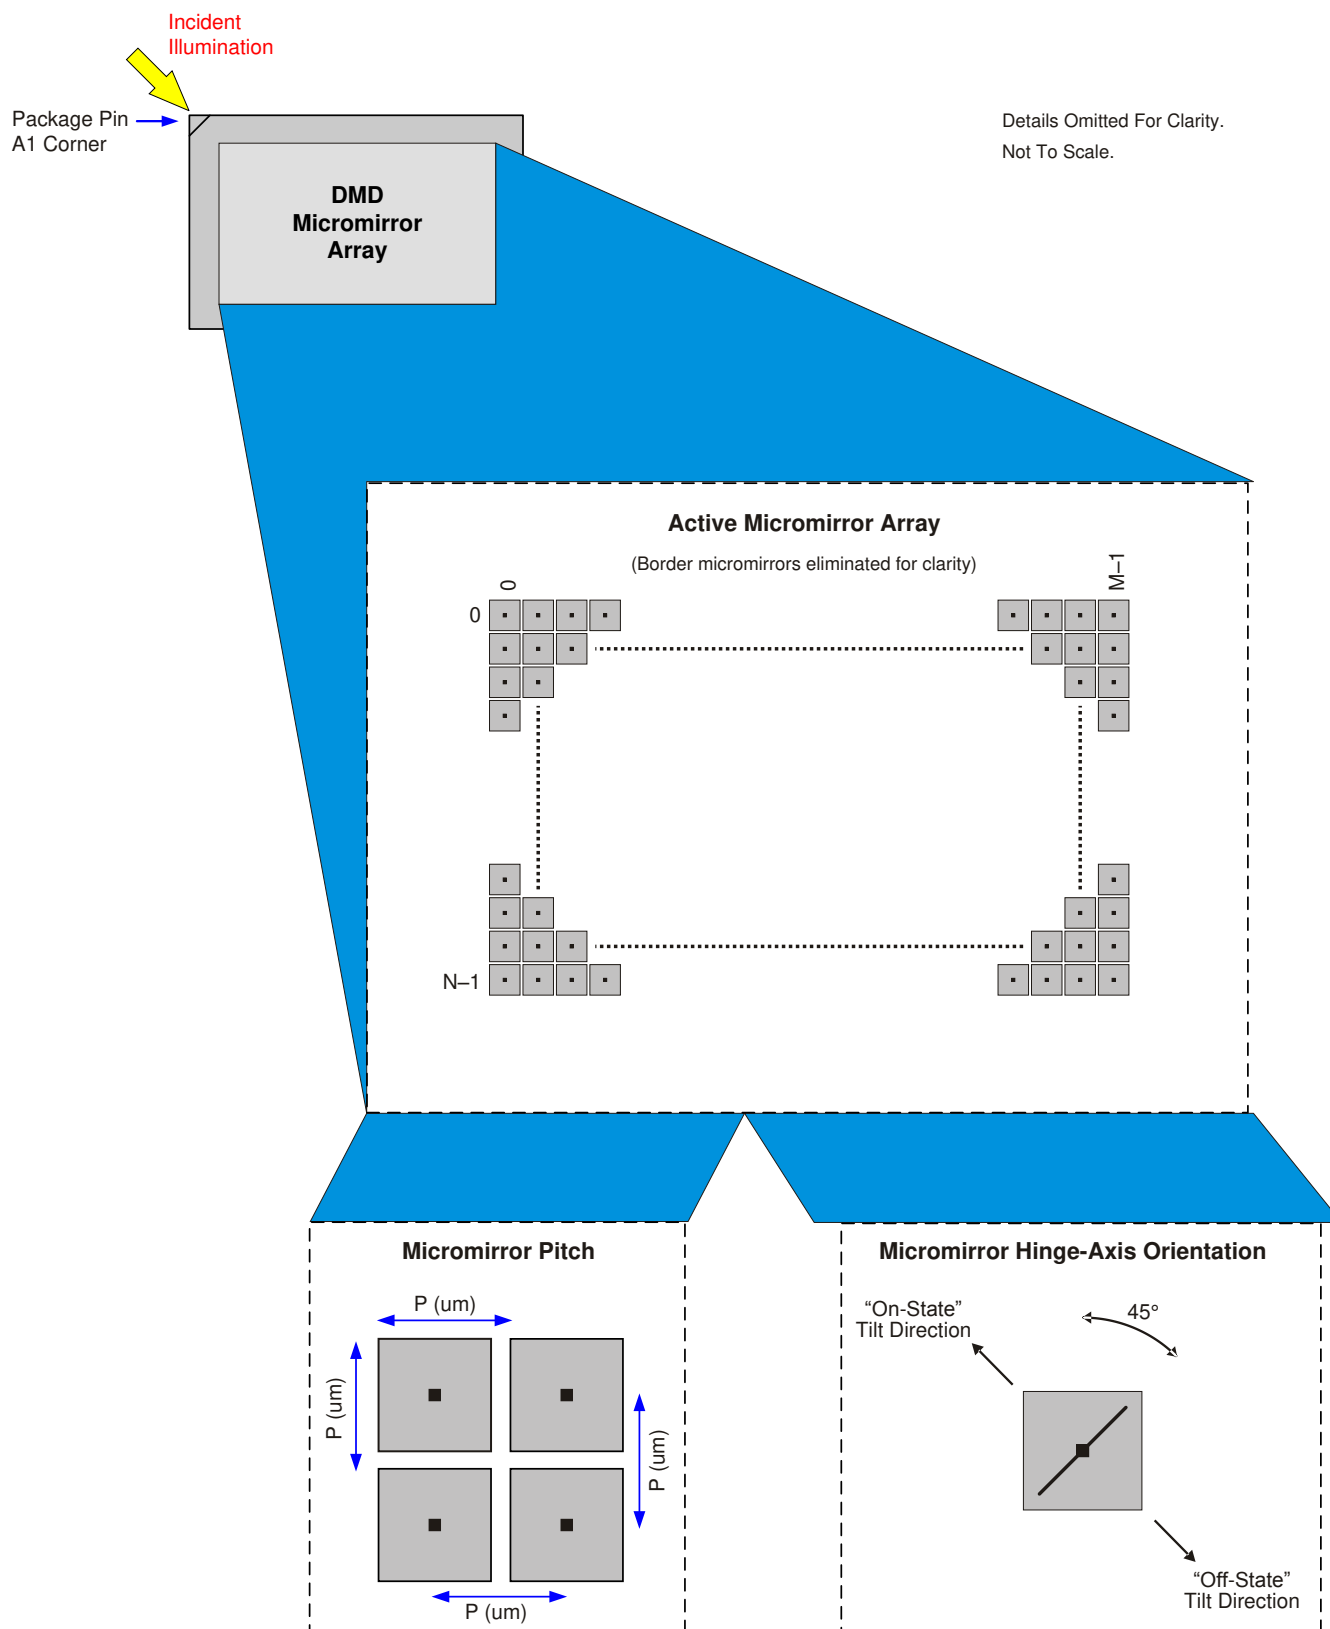 Incident
Illumination
Package Pin
A1 Corner
Details Omitted For Clarity.
Not To Scale.
DMD
Micromirror
Array
Active Micromirror Array
(Border micromirrors eliminated for clarity)
0
M–1
0
N–1
Micromirror Pitch
P (um)
P (um)
P (um)
P (um)
Micromirror Hinge-Axis Orientation
“On-State”
Tilt Direction
45°
“Off-State”
Tilt Direction